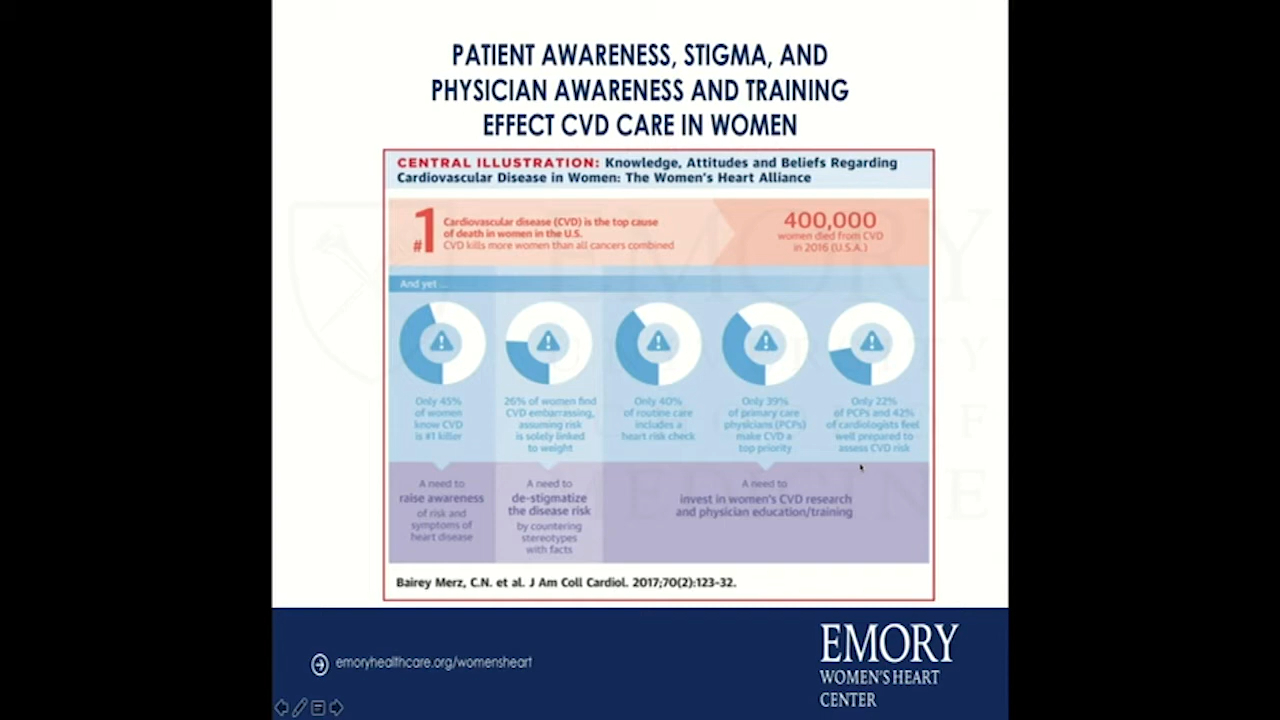 PATIENT AWARENESS, STIGMA, AND
PHYSICIAN AWARENESS AND TRAINING
EFFECT CVD CARE IN WOMEN
CENTRAL ILLUSTRATION: Knowledge, Attitudes and Beliefs Regarding
Cardiovascular Disease in Women: The Women's Heart Alliance
#1
Cardiovascular disease (CVD) is the top cause
of death in women in the U.S.
CVD kills more women than all cancers combined
400,000
women died from CVD
in 2016 (U.S.A.)
And yet ...
Only 45%
of women
know CVD
is #1 killer
26% of women find
CVD embarrassing,
assuming risk
is solely linked
to weight
Only 40%
of routine care
includes a
heart risk check
Only 39%
of primary care
physicians (PCPs)
make CVD a
top priority
Only 22%
of PCPs and 42%
of cardiologists feel
well prepared to
assess CVD risk
A need to
raise awareness
of risk and
symptoms of
heart disease
A need to
de-stigmatize
the disease risk
by countering
stereotypes
with facts
A need to
invest in women's CVD research
and physician education/training
Bairey Merz, C.N. et al. J Am Coll Cardiol. 2017;70(2):123-32.
EMORY
MEDICINE
emoryhealthcare.org/womensheart
EMORY
WOMEN'S HEART
CENTER